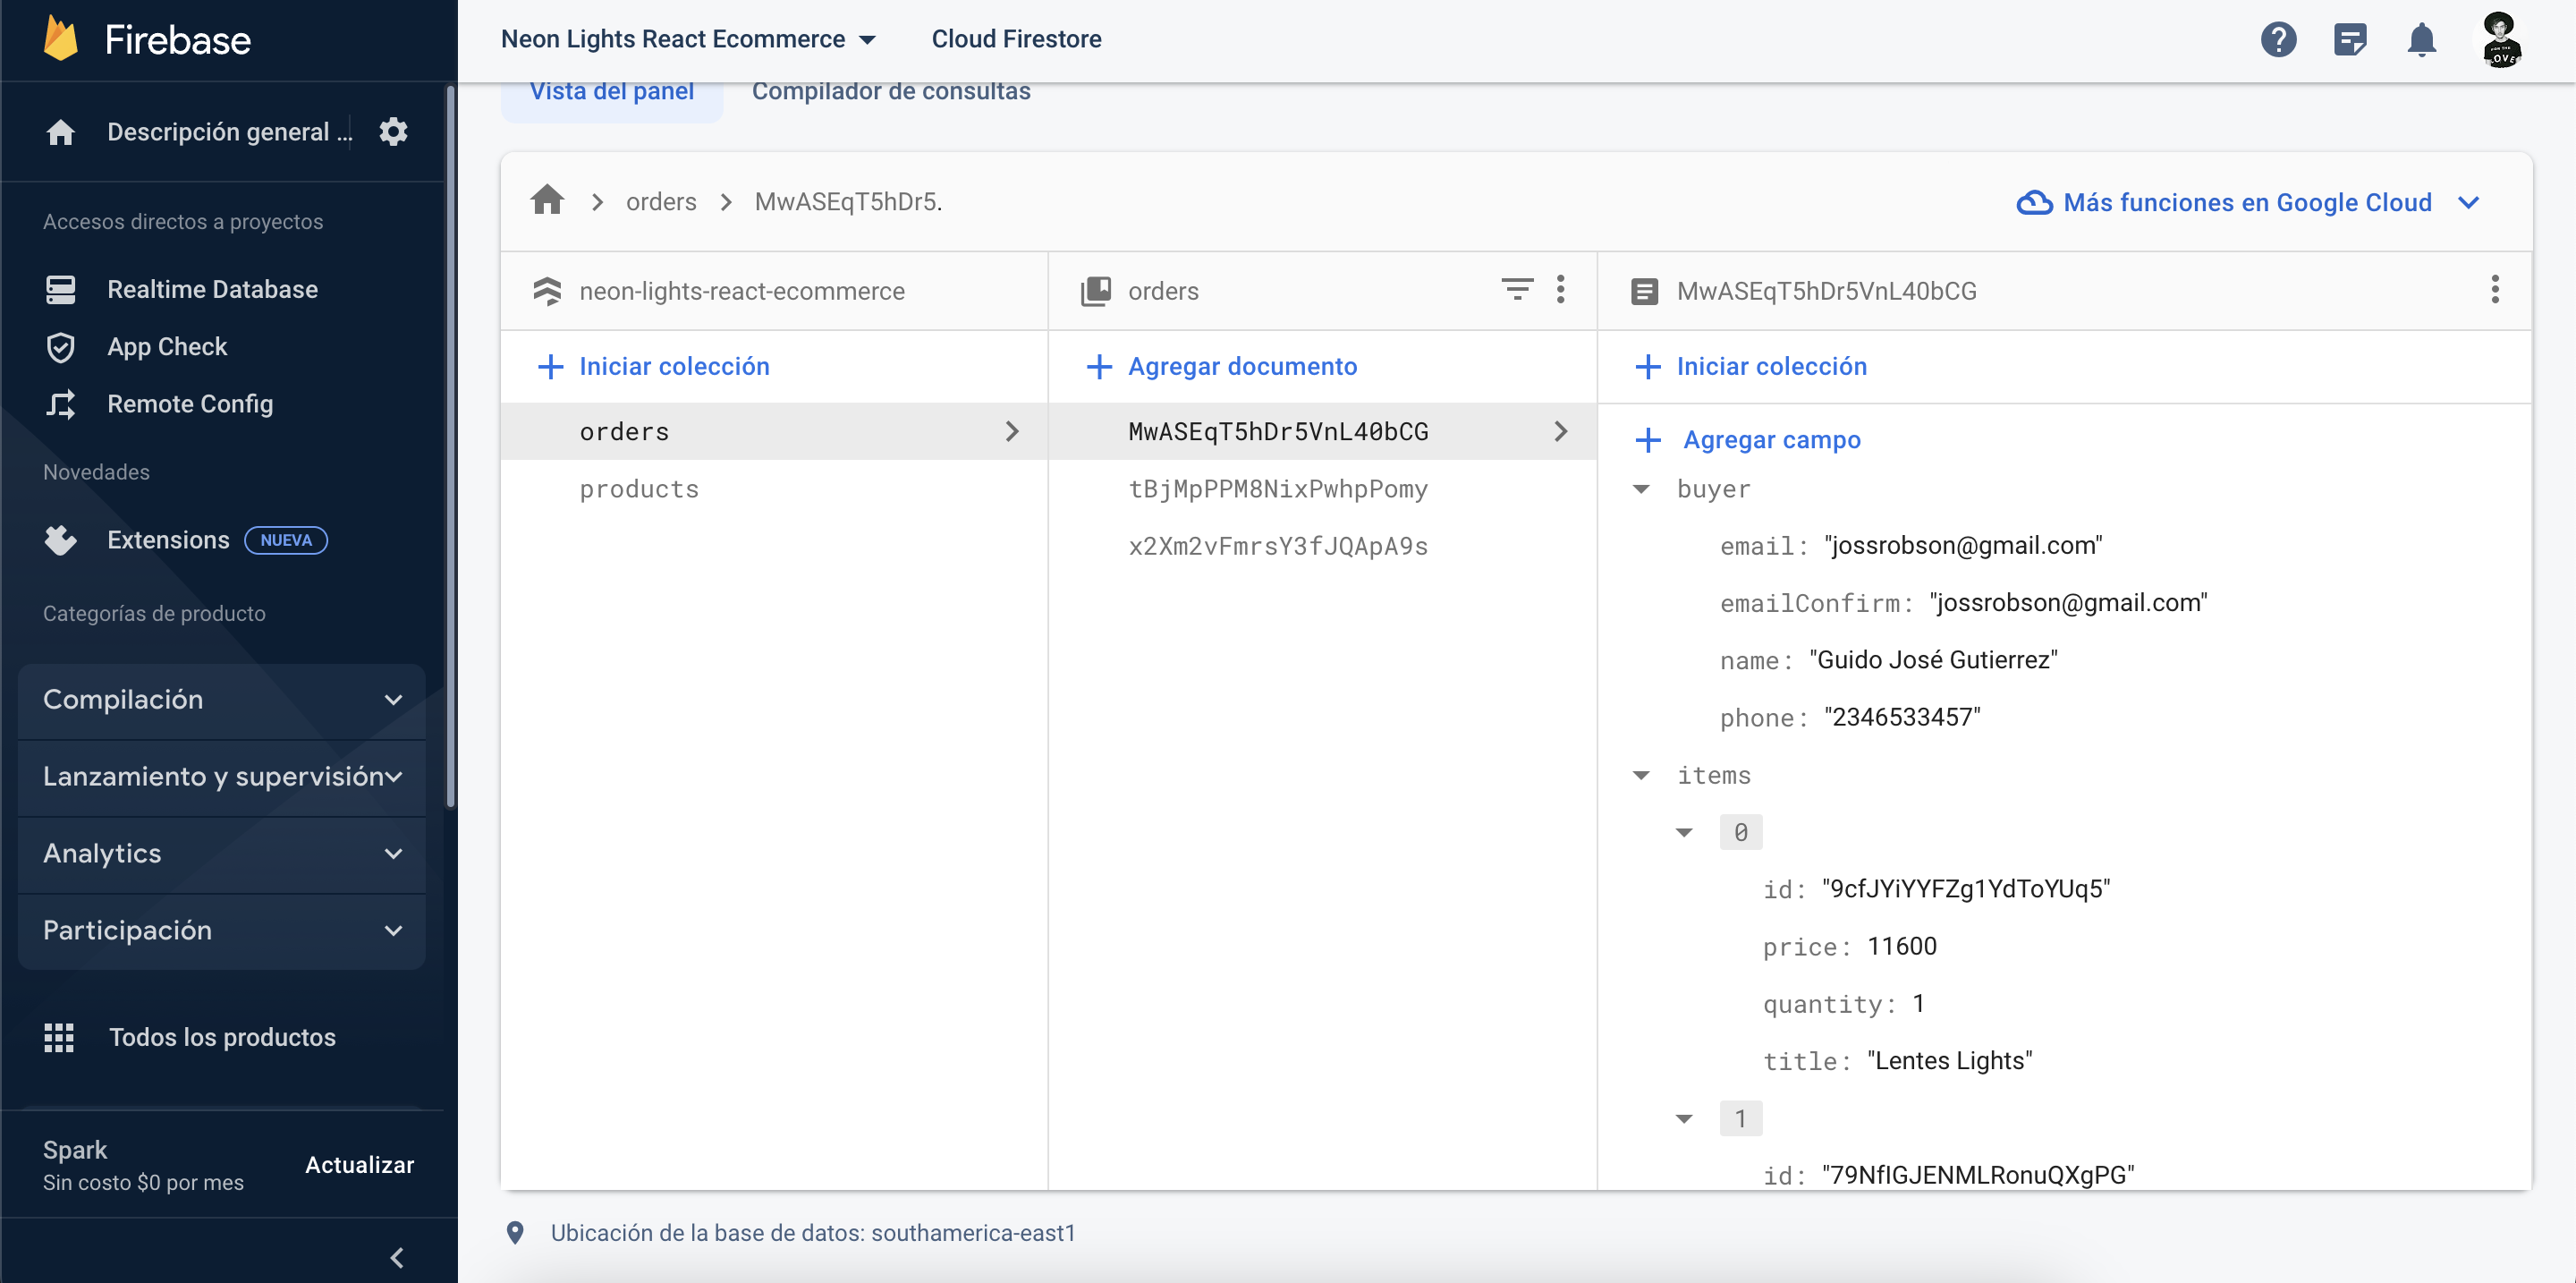 Firebase
Neon Lights React Ecommerce
Cloud Firestore
?
Descripción general ...
Accesos directos a proyectos
Realtime Database
App Check
Remote Config
Novedades
Extensions NUEVA
Categorías de producto
Compilación
Lanzamiento y supervisión
Analytics
Participación
Todos los productos
Spark
Sin costo $0 por mes
Actualizar
Vista del panel
Compilador de consultas
orders
MwASEqT5hDr5.
Más funciones en Google Cloud
neon-lights-react-ecommerce
Iniciar colección
orders
products
orders
Agregar documento
MwASEqT5hDr5VnL40bCG
tBjMpPPM8NixPwhpPomy
x2Xm2vFmrsY3fJQApA9s
MwASEqT5hDr5VnL40bCG
Iniciar colección
Agregar campo
buyer
email: "jossrobson@gmail.com"
emailConfirm: "jossrobson@gmail.com"
name: "Guido José Gutierrez"
phone: "2346533457"
items
0
id: "9cfJYiYYFZg1YdToYUq5"
price: 11600
quantity: 1
title: "Lentes Lights"
1
id: "79NfIGJENMLRonuQXgPG"
Ubicación de la base de datos: southamerica-east1